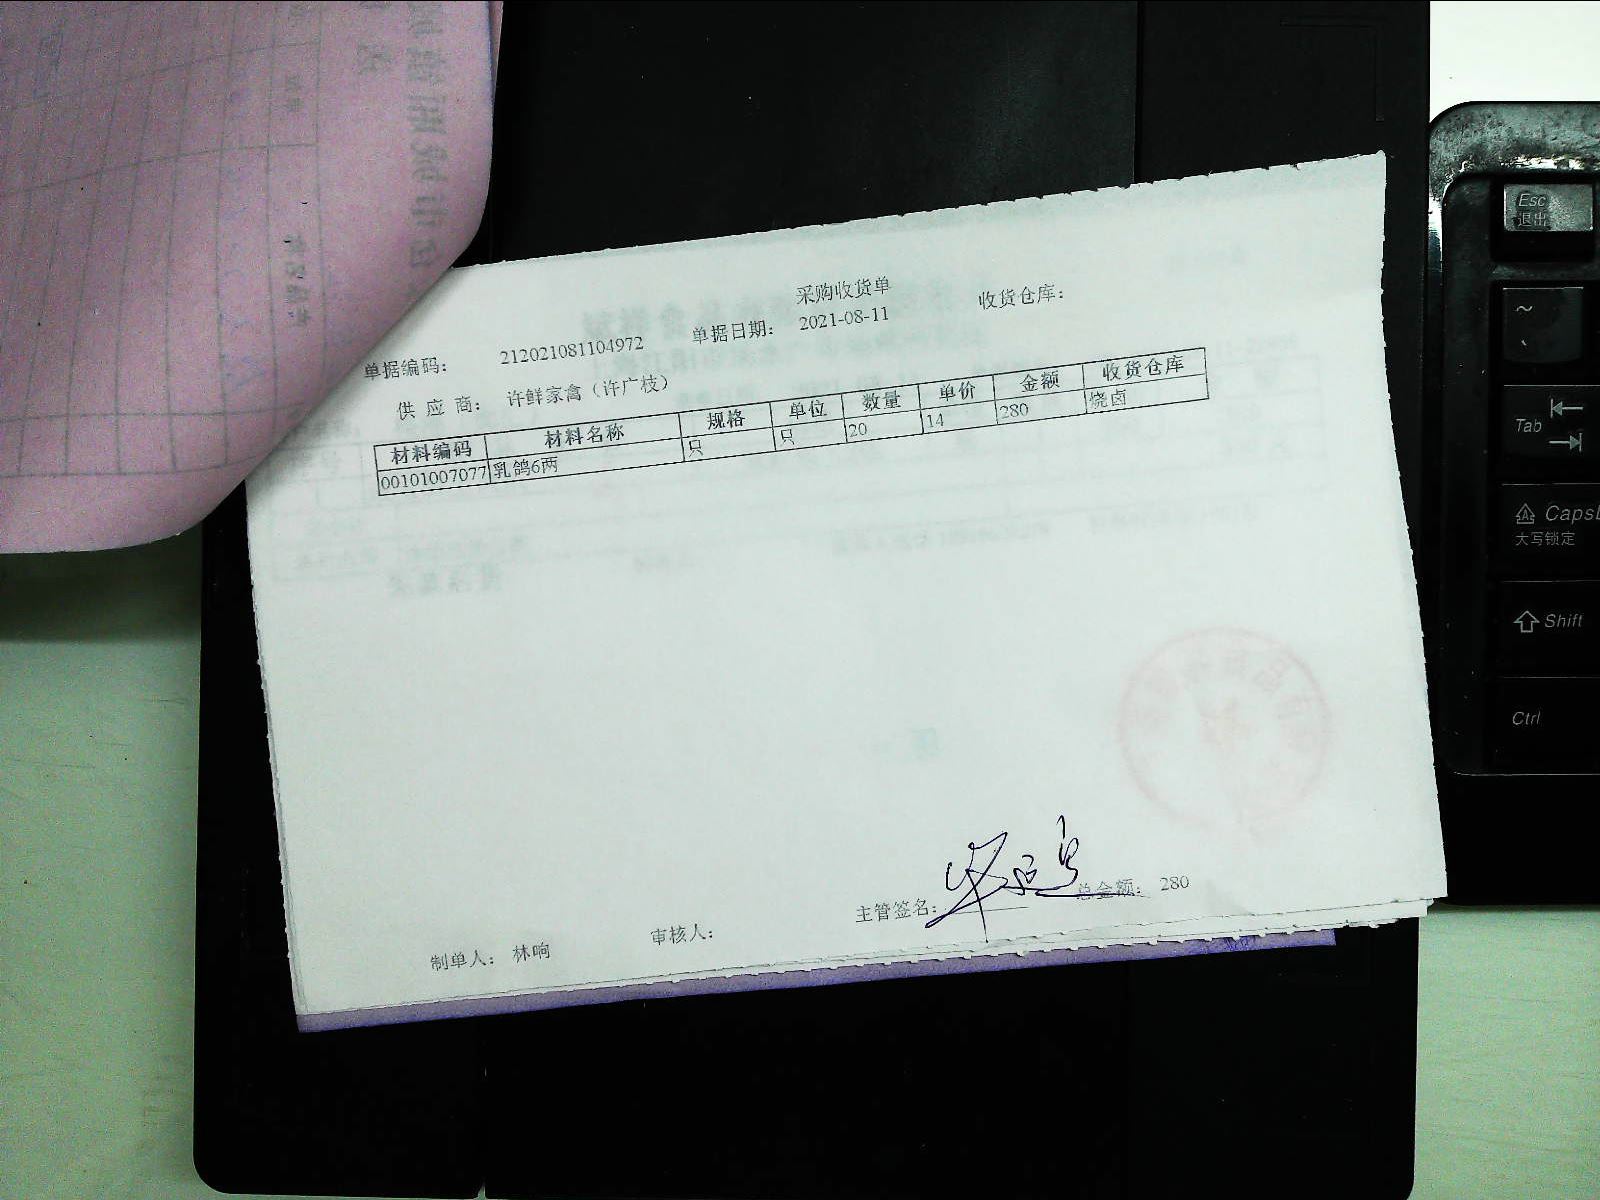 采购收货单
单据编码： 212021081104972 单据日期： 2021-08-11 收货仓库：
供 应 商： 许鲜家禽（许广枝）
材料编码 材料名称 规格 单位 数量 单价 金额 收货仓库
00101007077 乳鸽6两 只 只 20 14 280 烧卤
制单人： 林响 审核人： 主管签名： 总金额： 280
Esc
退出
~
Tab
Caps
大写锁定
Shift
Ctrl